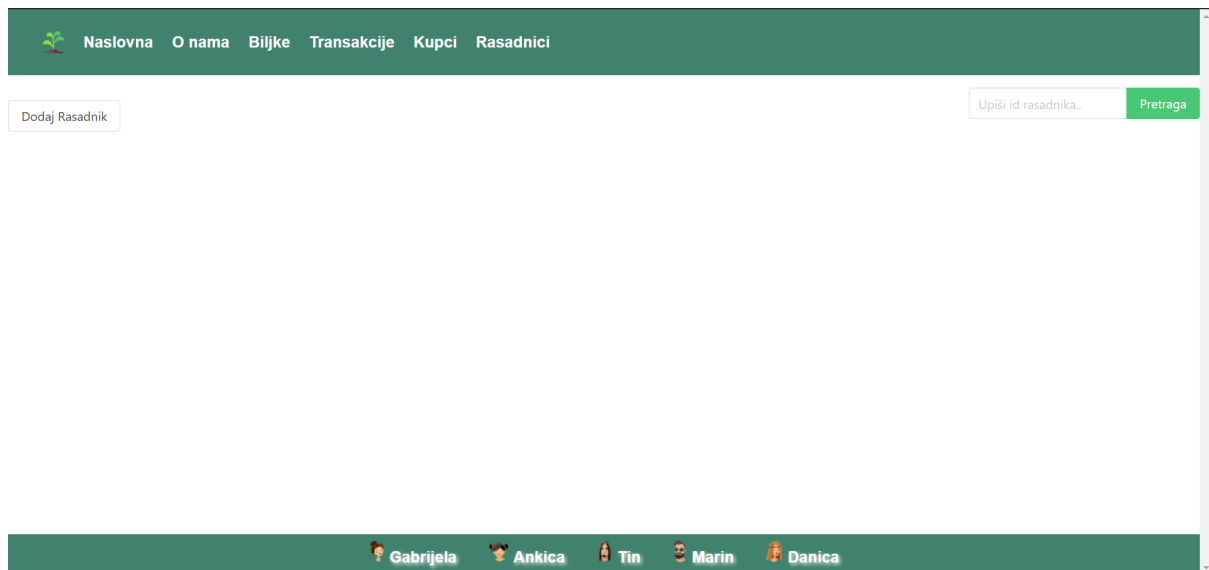 Naslovna O nama Biljke Transakcije Kupci Rasadnici
Dodaj Rasadnik
Upiši id rasadnika.. Pretraga
Gabrijela Ankica Tin Marin Danica